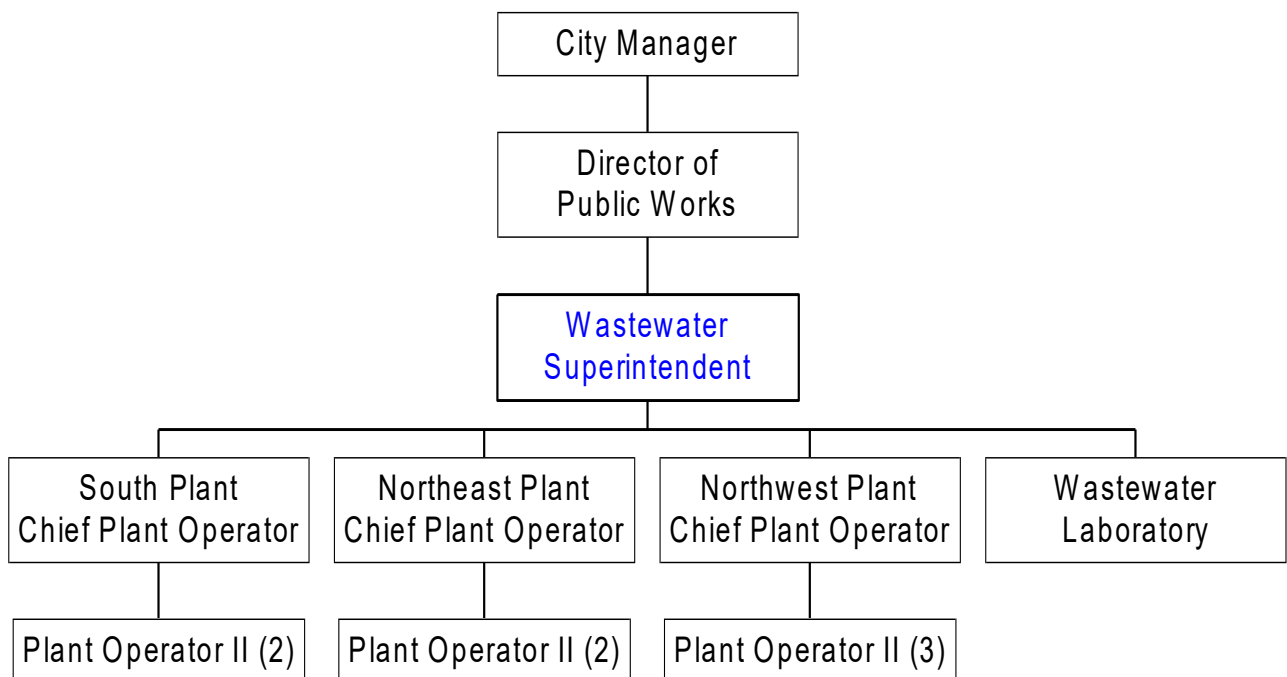 City Manager
Director of
Public Works
Wastewater
Superintendent
South Plant
Chief Plant Operator
Northeast Plant
Chief Plant Operator
Northwest Plant
Chief Plant Operator
Wastewater
Laboratory
Plant Operator II (2)
Plant Operator II (2)
Plant Operator II (3)